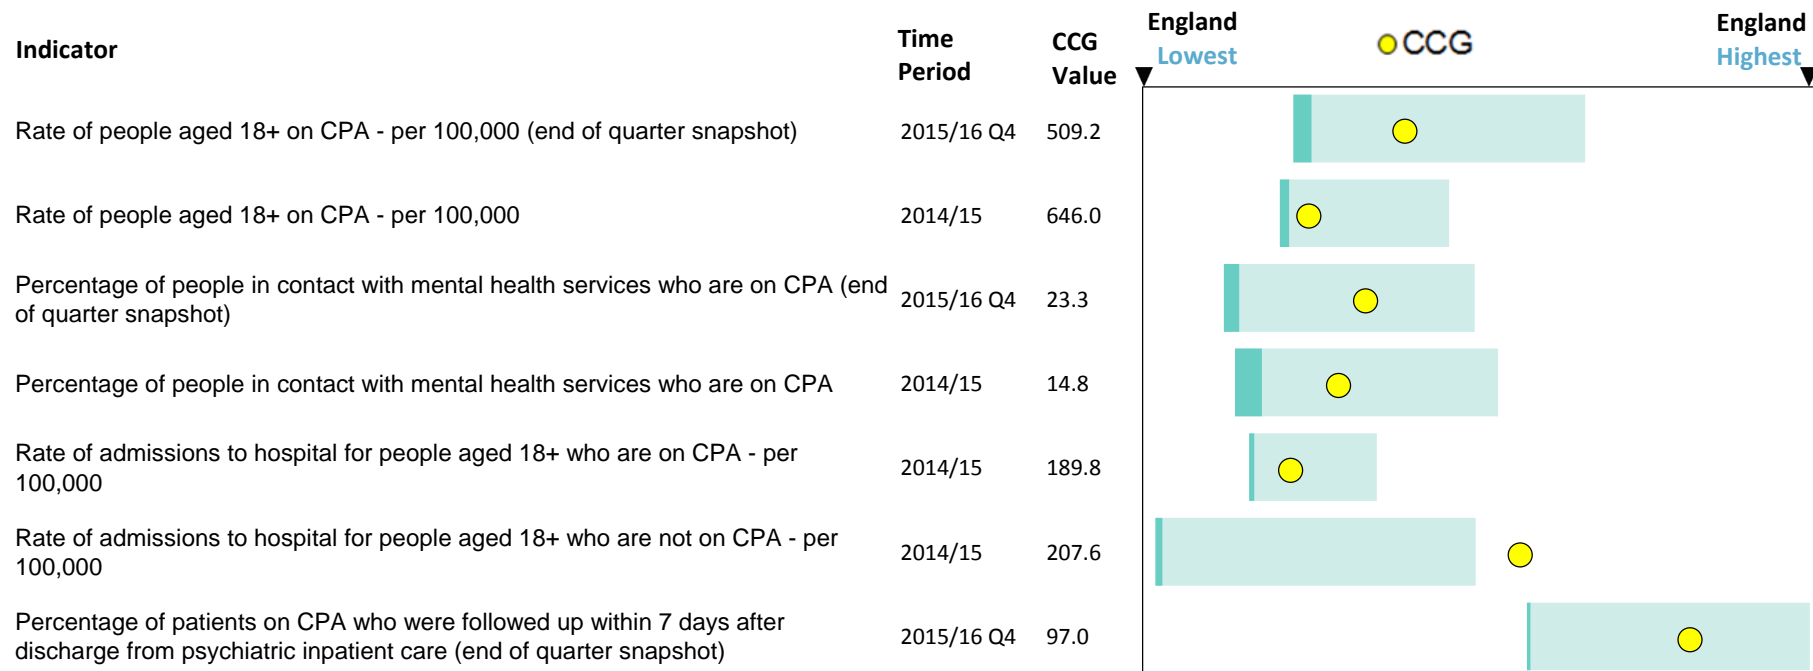 Indicator
Time Period
CCG Value
England Lowest
CCG
England Highest
Rate of people aged 18+ on CPA - per 100,000 (end of quarter snapshot) 2015/16 Q4 509.2
Rate of people aged 18+ on CPA - per 100,000 2014/15 646.0
Percentage of people in contact with mental health services who are on CPA (end
of quarter snapshot) 2015/16 Q4 23.3
Percentage of people in contact with mental health services who are on CPA 2014/15 14.8
Rate of admissions to hospital for people aged 18+ who are on CPA - per
100,000 2014/15 189.8
Rate of admissions to hospital for people aged 18+ who are not on CPA - per
100,000 2014/15 207.6
Percentage of patients on CPA who were followed up within 7 days after
discharge from psychiatric inpatient care (end of quarter snapshot) 2015/16 Q4 97.0